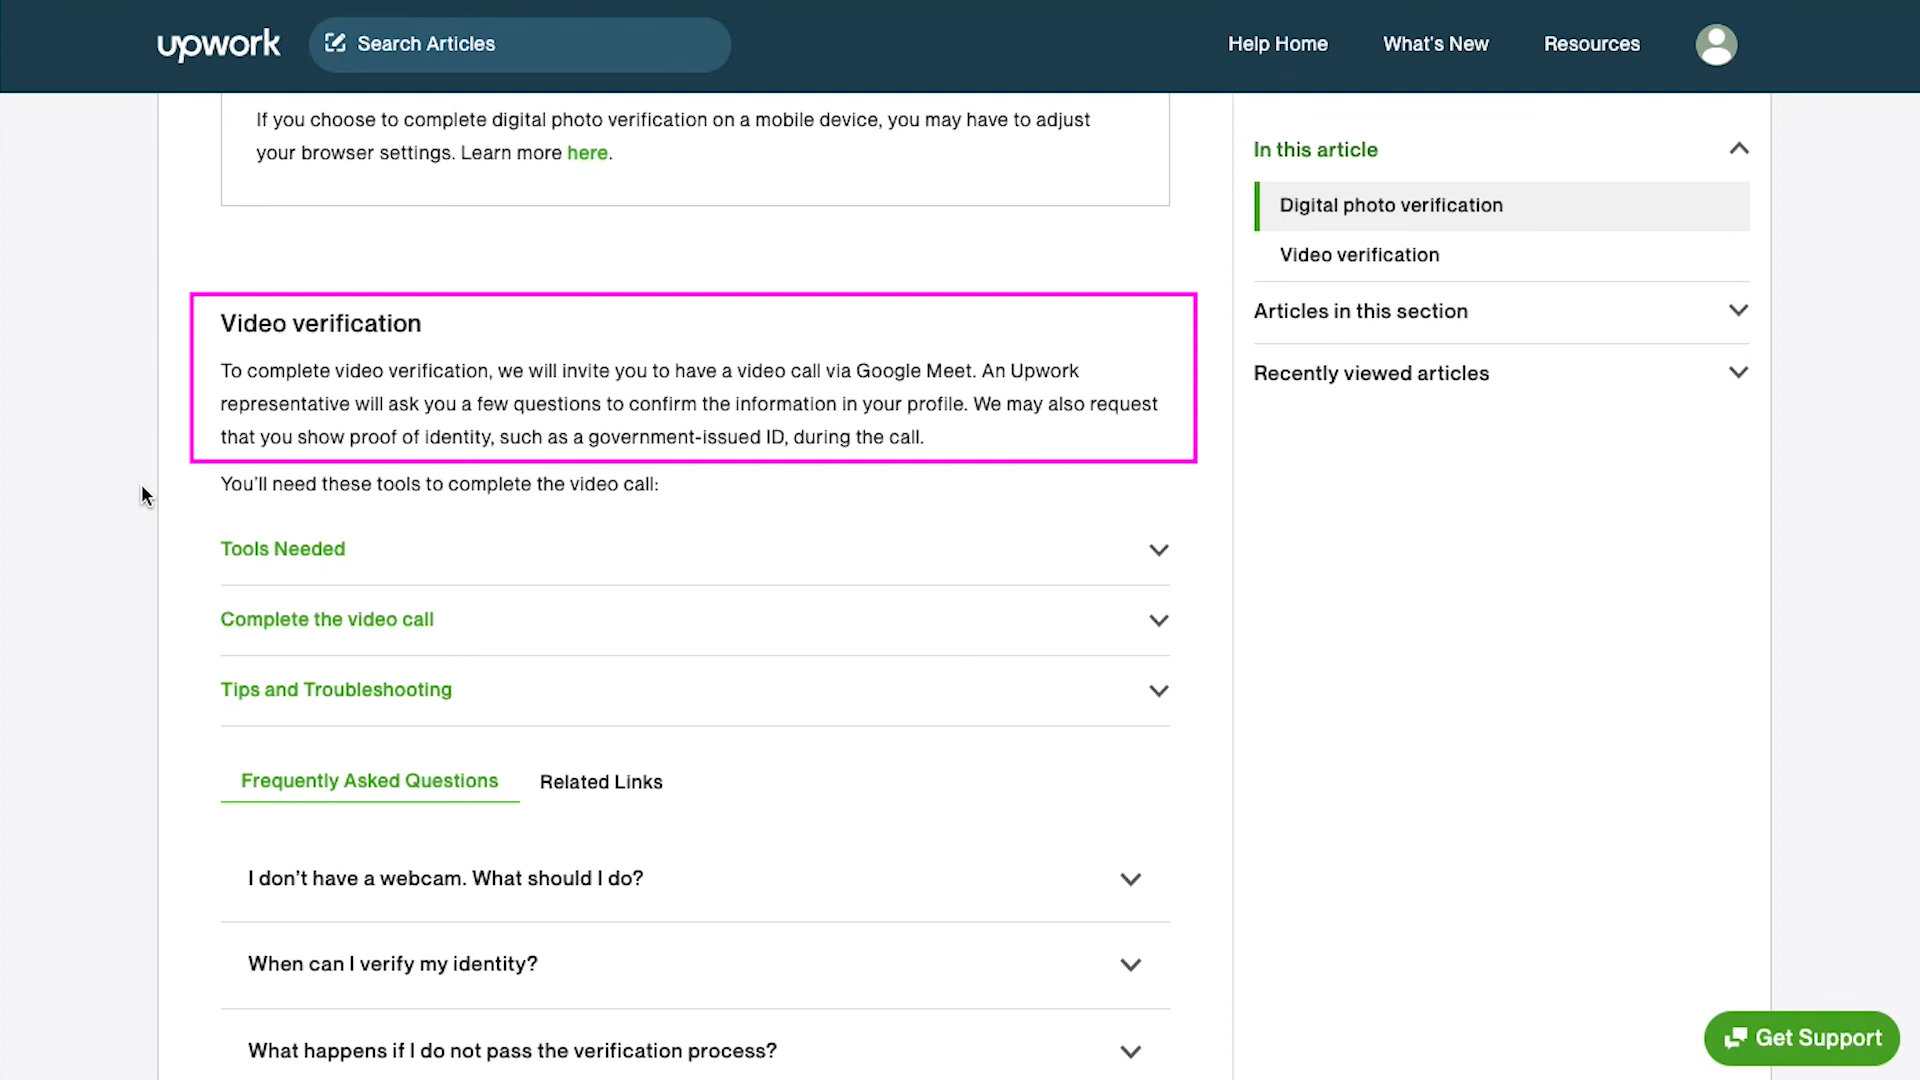 upwork
Search Articles
Help Home
What's New
Resources
If you choose to complete digital photo verification on a mobile device, you may have to adjust
your browser settings. Learn more here.
Video verification
To complete video verification, we will invite you to have a video call via Google Meet. An Upwork
representative will ask you a few questions to confirm the information in your profile. We may also request
that you show proof of identity, such as a government-issued ID, during the call.
You'll need these tools to complete the video call:
Tools Needed
Complete the video call
Tips and Troubleshooting
Frequently Asked Questions
Related Links
I don't have a webcam. What should I do?
When can I verify my identity?
What happens if I do not pass the verification process?
In this article
Digital photo verification
Video verification
Articles in this section
Recently viewed articles
Get Support